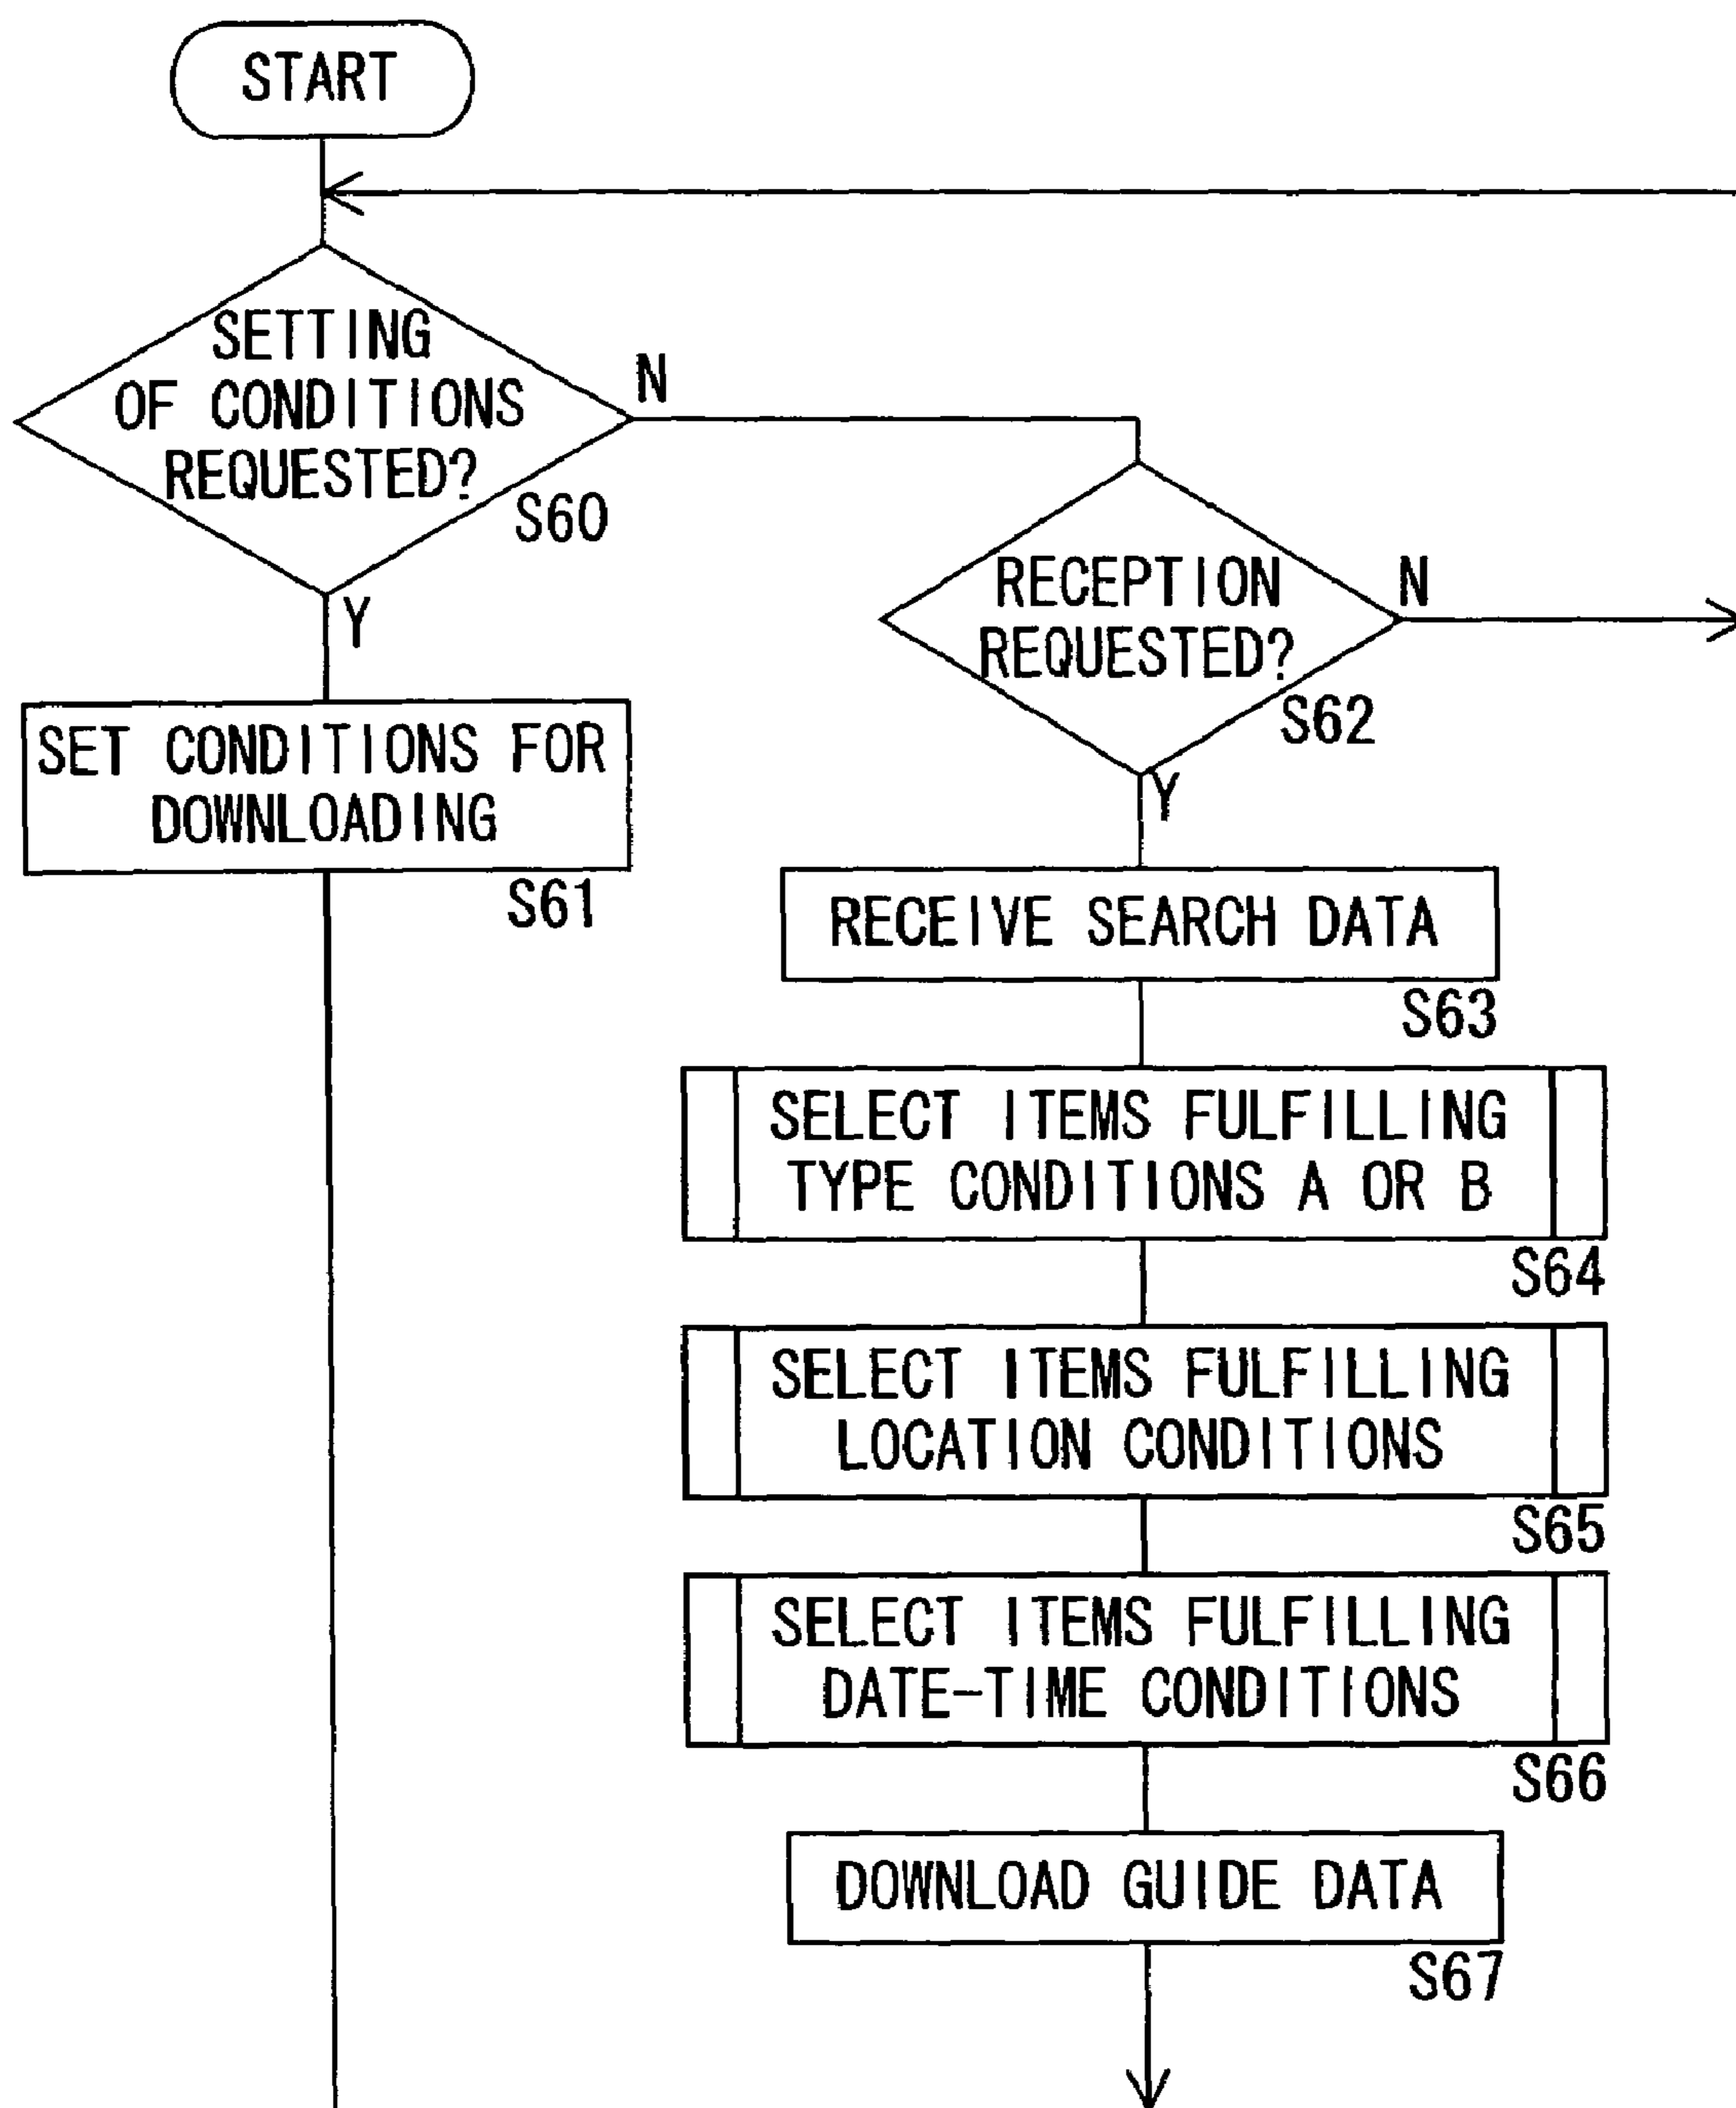 START
SETTING
OF CONDITIONS
REQUESTED?
S60
N
Y
SET CONDITIONS FOR
DOWNLOADING
S61
RECEPTION
REQUESTED?
S62
N
Y
RECEIVE SEARCH DATA
S63
SELECT ITEMS FULFILLING
TYPE CONDITIONS A OR B
S64
SELECT ITEMS FULFILLING
LOCATION CONDITIONS
S65
SELECT ITEMS FULFILLING
DATE-TIME CONDITIONS
S66
DOWNLOAD GUIDE DATA
S67